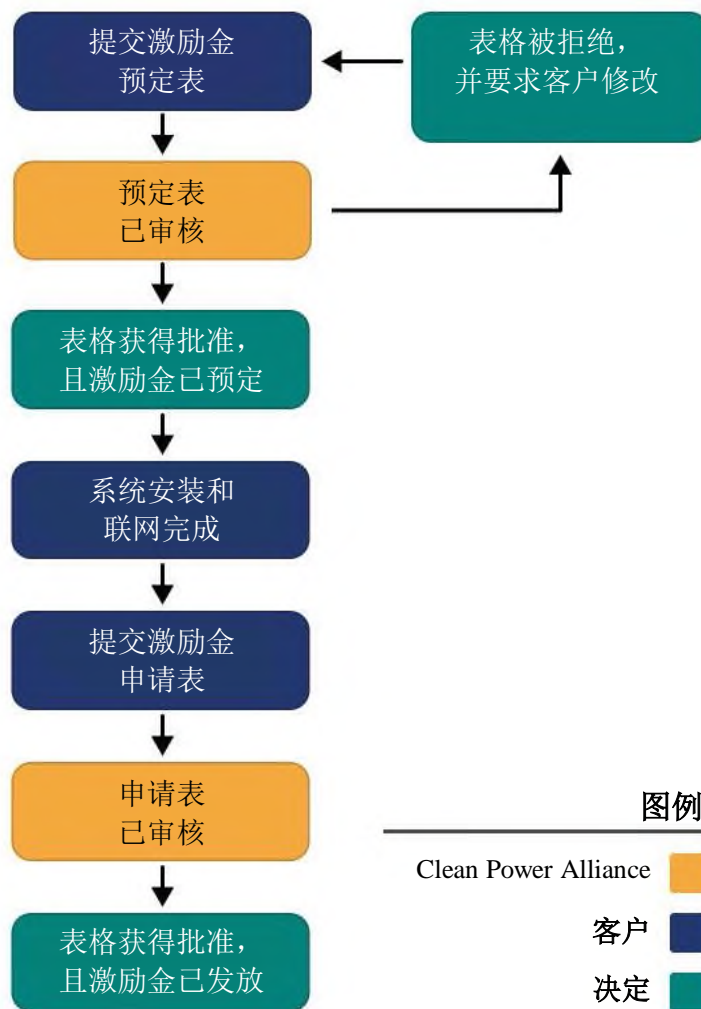 提交激励金
预定表
表格被拒绝，
并要求客户修改
预定表
已审核
表格获得批准，
且激励金已预定
系统安装和
联网完成
提交激励金
申请表
申请表
已审核
表格获得批准，
且激励金已发放
图例
Clean Power Alliance
客户
决定